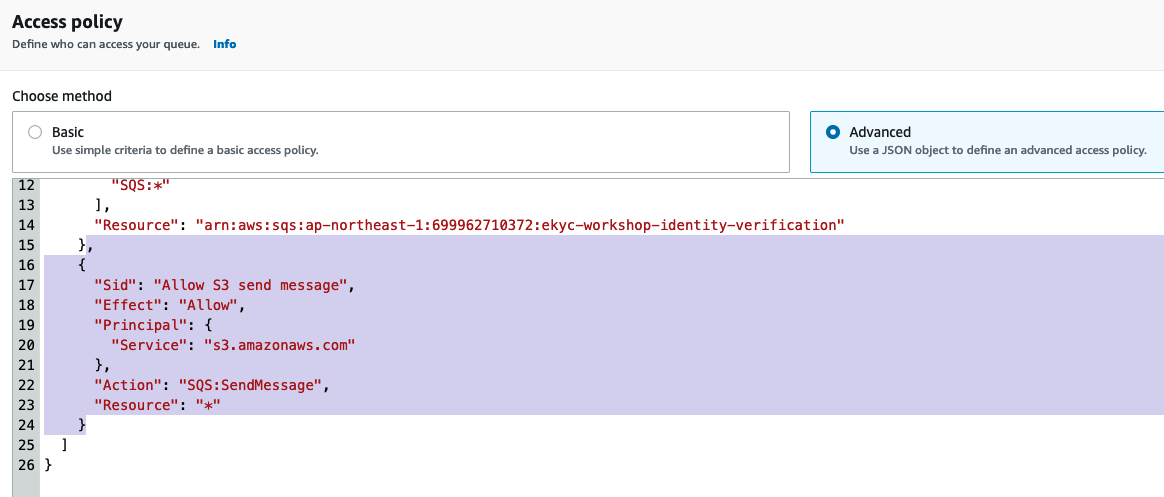 Access policy
Define who can access your queue. Info
Choose method
Basic
Use simple criteria to define a basic access policy.
Advanced
Use a JSON object to define an advanced access policy.
12 "SQS:*"
13 ],
14 "Resource": "arn:aws:sqs:ap-northeast-1:699962710372:ekyc-workshop-identity-verification"
15 },
16 {
17 "Sid": "Allow S3 send message",
18 "Effect": "Allow",
19 "Principal": {
20 "Service": "s3.amazonaws.com"
21 },
22 "Action": "SQS:SendMessage",
23 "Resource": "*"
24 }
25 ]
26 }